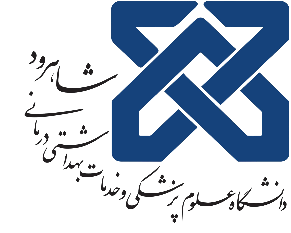 دانشگاه علوم پزشکی و خدمات بهداشتی درمانی
شاهرود